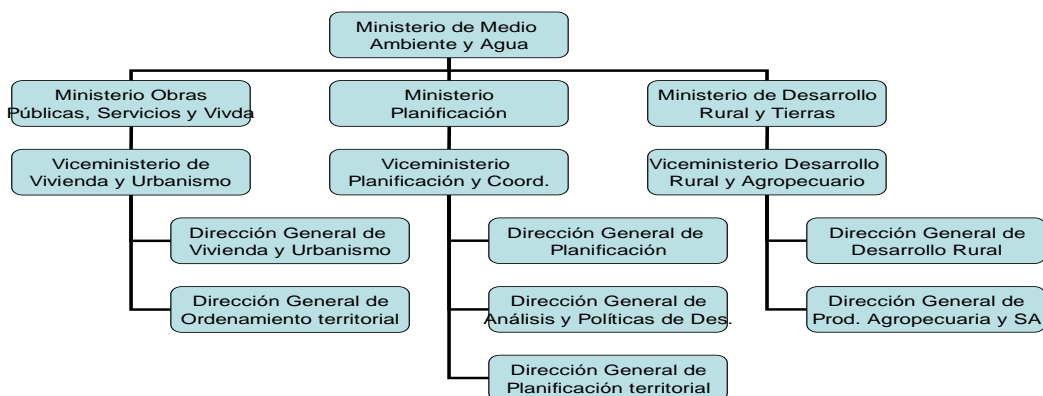 Ministerio de Medio
Ambiente y Agua
Ministerio Obras
Públicas, Servicios y Vivda
Ministerio
Planificación
Ministerio de Desarrollo
Rural y Tierras
Viceministerio de
Vivienda y Urbanismo
Viceministerio
Planificación y Coord.
Viceministerio Desarrollo
Rural y Agropecuario
Dirección General de
Vivienda y Urbanismo
Dirección General de
Planificación
Dirección General de
Desarrollo Rural
Dirección General de
Ordenamiento territorial
Dirección General de
Análisis y Políticas de Des.
Dirección General de
Prod. Agropecuaria y SA
Dirección General de
Planificación territorial